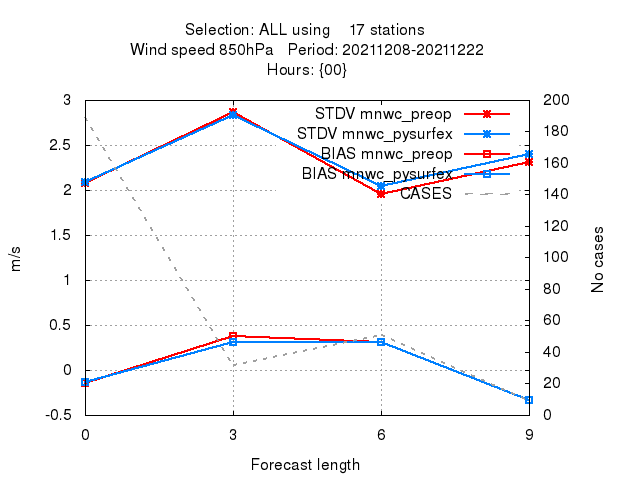 Selection: ALL using    17 stations
Wind speed 850hPa   Period: 20211208-20211222
Hours: {00}
3
2.5
2
1.5
1
0.5
0
-0.5
200
180
160
140
120
100
80
60
40
20
0
STDV mnwc_preop
STDV mnwc_pysurfex
BIAS mnwc_preop
BIAS mnwc_pysurfex
CASES
m/s
No cases
0 3 6 9
Forecast length